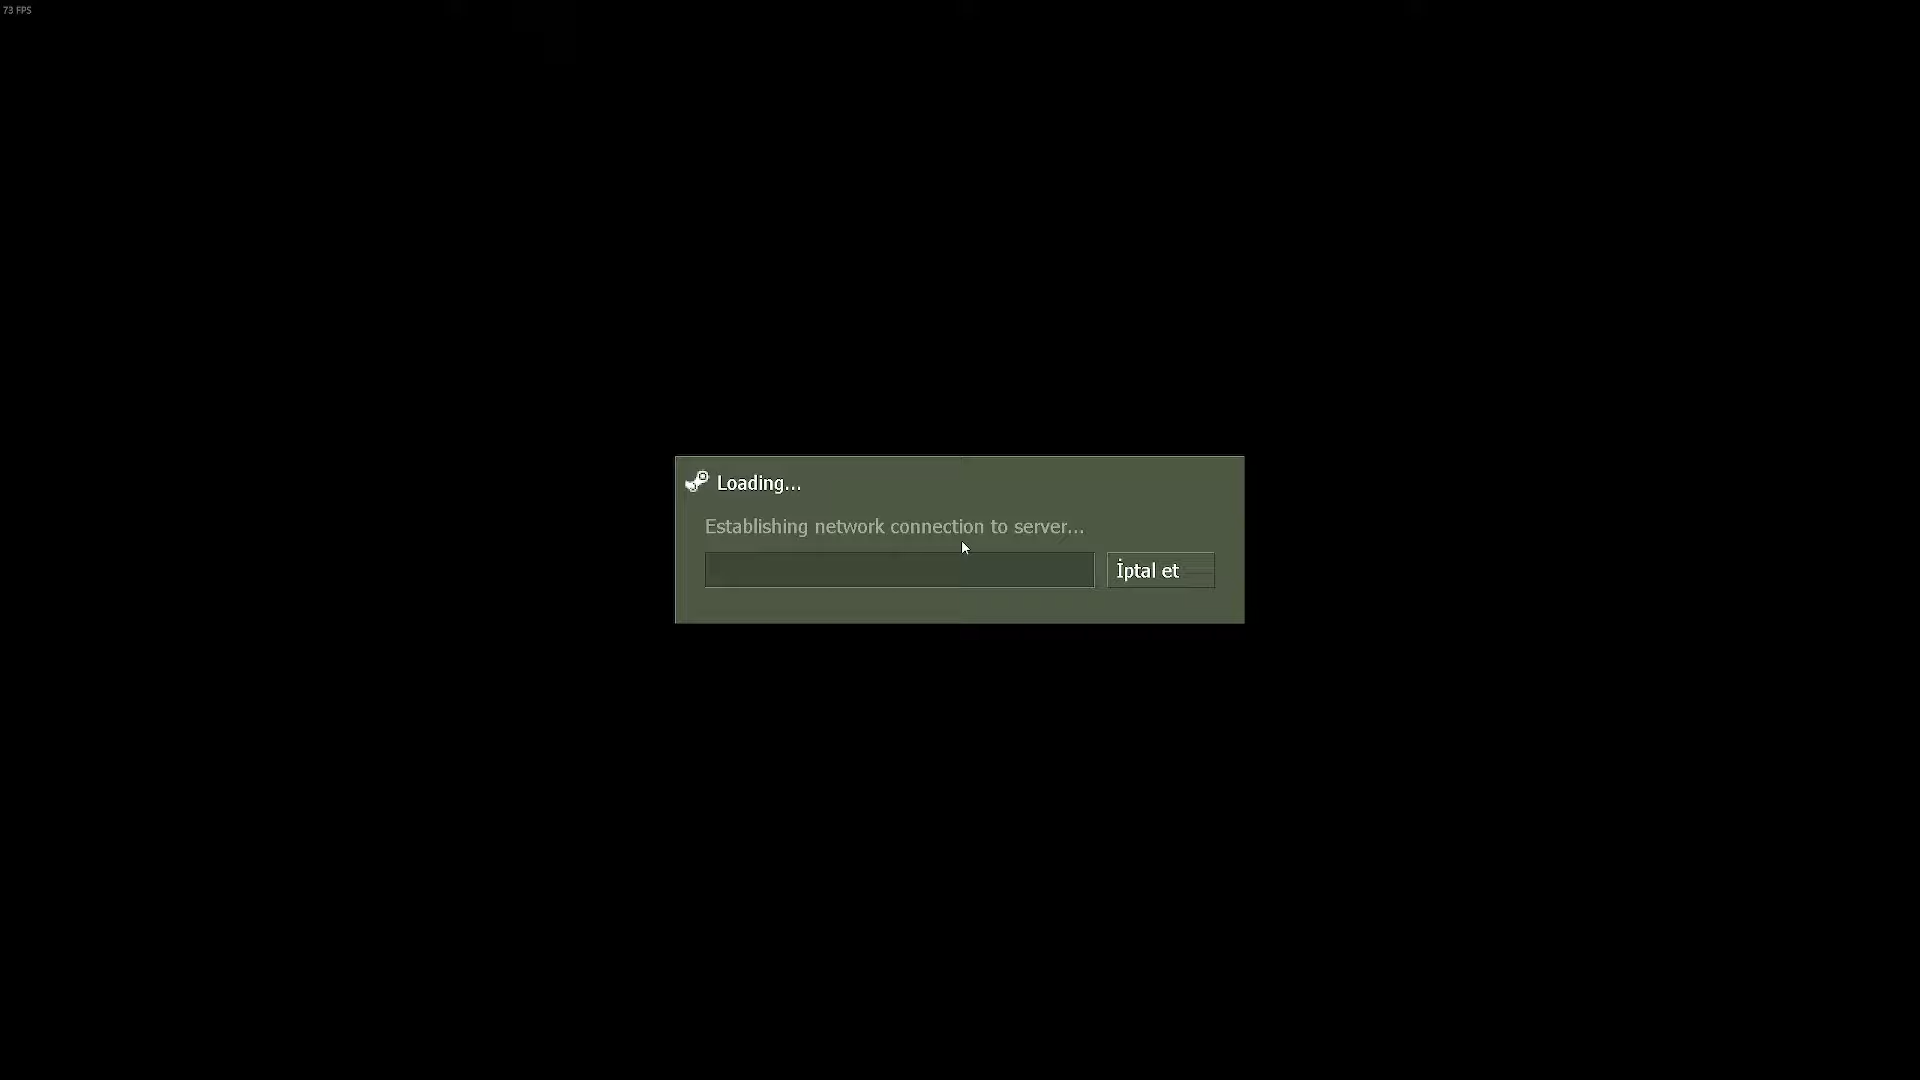 73 FPS
Loading...
Establishing network connection to server...
İptal et